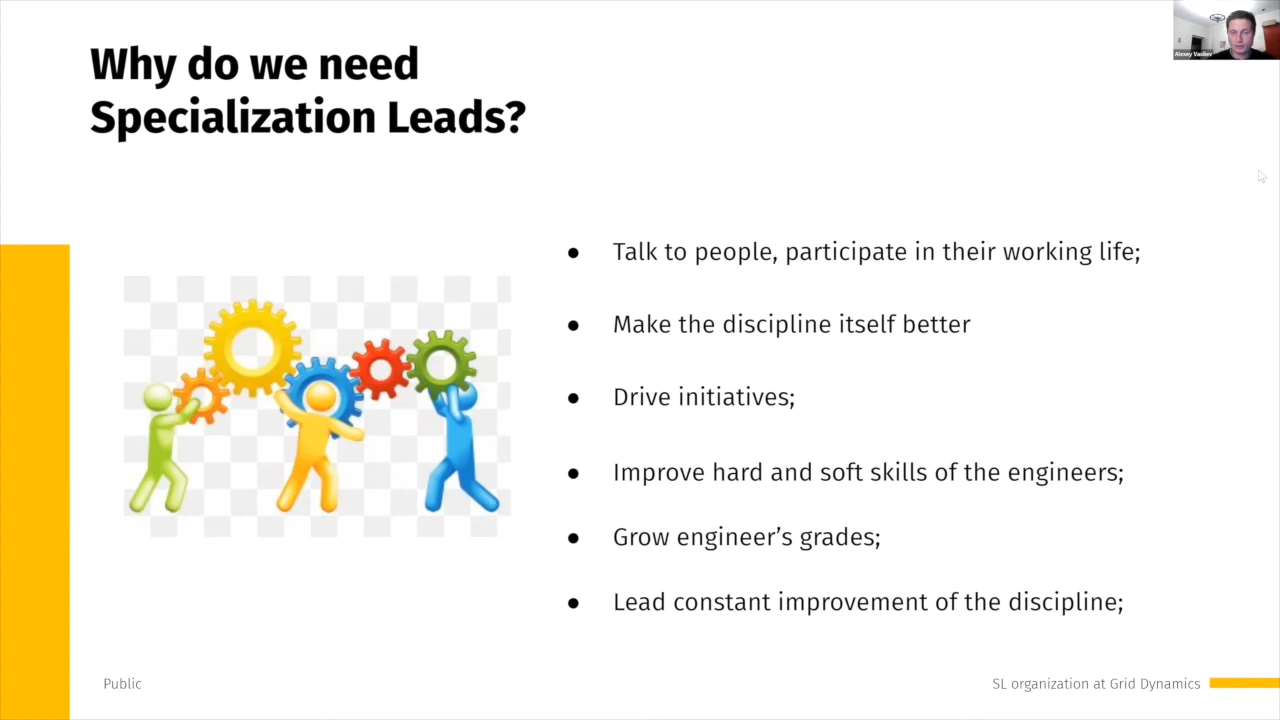 Alexey Vasiliev
Why do we need
Specialization Leads?
● Talk to people, participate in their working life;
● Make the discipline itself better
● Drive initiatives;
● Improve hard and soft skills of the engineers;
● Grow engineer’s grades;
● Lead constant improvement of the discipline;
Public
SL organization at Grid Dynamics